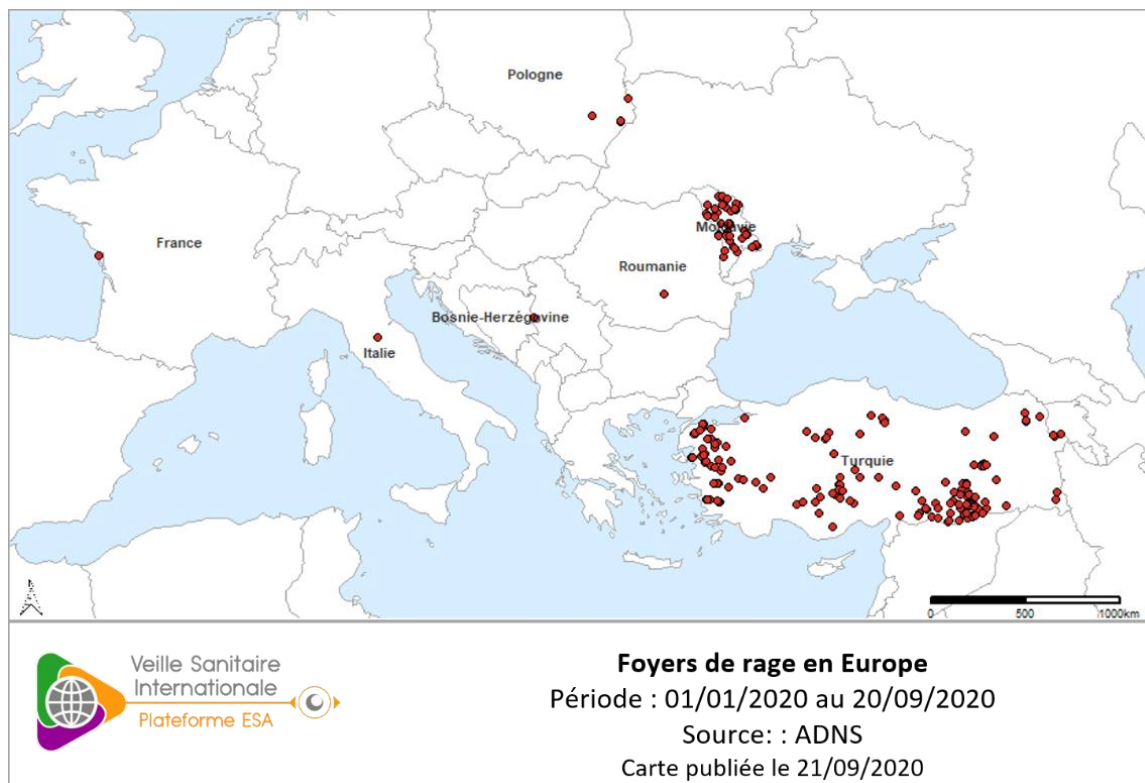 Pologne
France
Moldavie
Roumanie
Bosnie-Herzégovine
Italie
Turquie
0 500 1000km
Veille Sanitaire
Internationale
Plateforme ESA
Foyers de rage en Europe
Période : 01/01/2020 au 20/09/2020
Source: : ADNS
Carte publiée le 21/09/2020